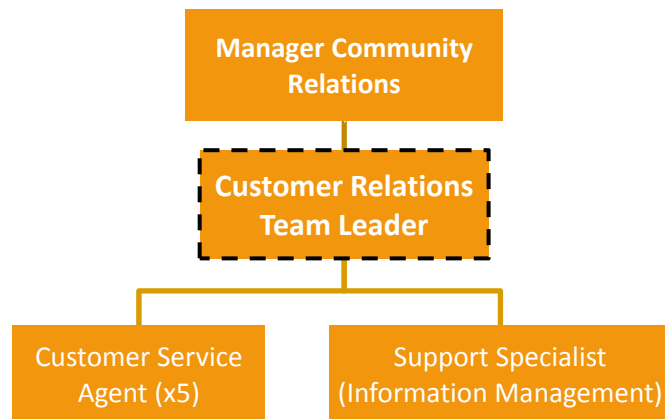 Manager Community
Relations
Customer Relations
Team Leader
Customer Service
Agent (x5)
Support Specialist
(Information Management)